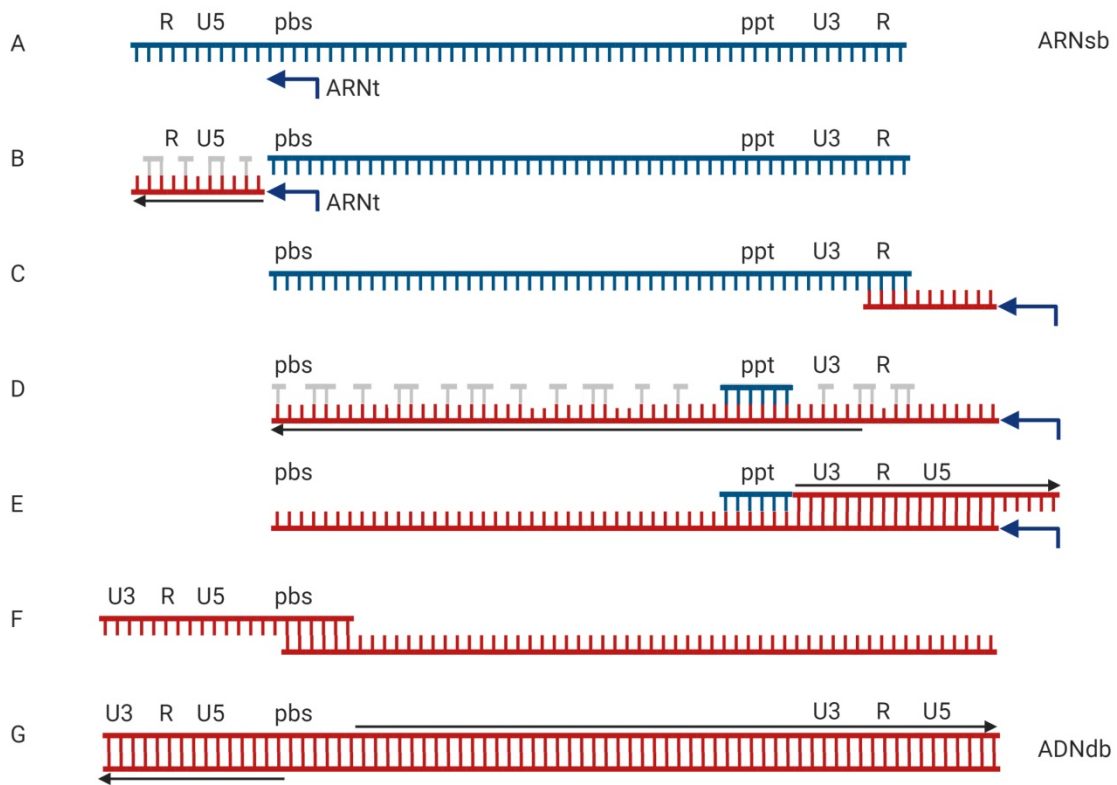 R U5 pbs ppt U3 R
A ARNsb
ARNt
R U5 pbs ppt U3 R
B
ARNt
pbs ppt U3 R
C
pbs ppt U3 R
D
pbs ppt U3 R U5
E
U3 R U5 pbs
F
U3 R U5 pbs U3 R U5
G ADNdb